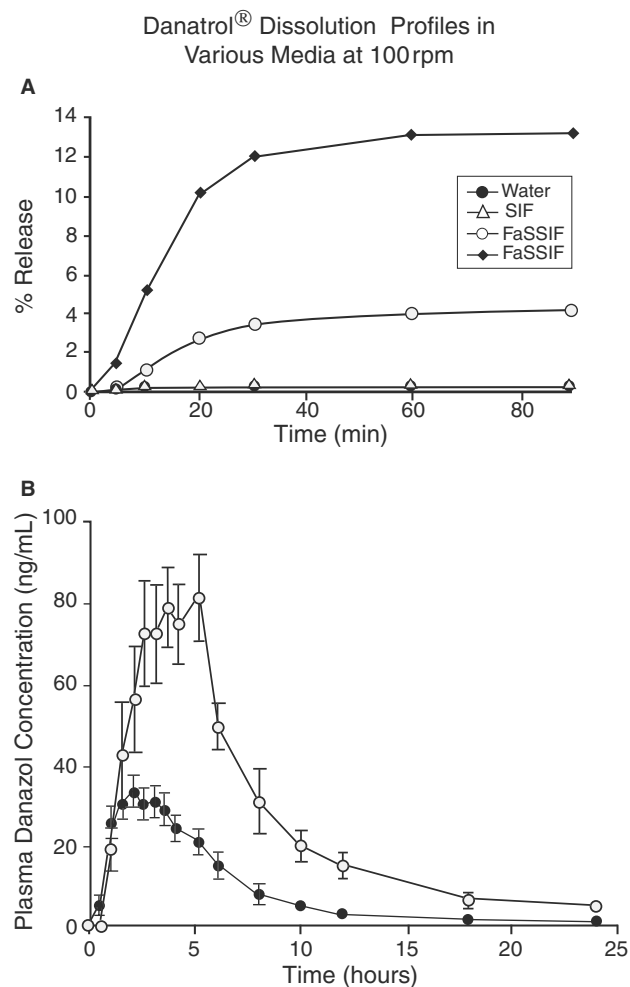 Danatrol® Dissolution Profiles in
Various Media at 100 rpm
A
14
12
10
8
6
4
2
0
% Release
0
20
40
60
80
Time (min)
Water
SIF
FaSSIF
FaSSIF
B
100
80
60
40
20
0
Plasma Danazol Concentration (ng/mL)
0
5
10
15
20
25
Time (hours)